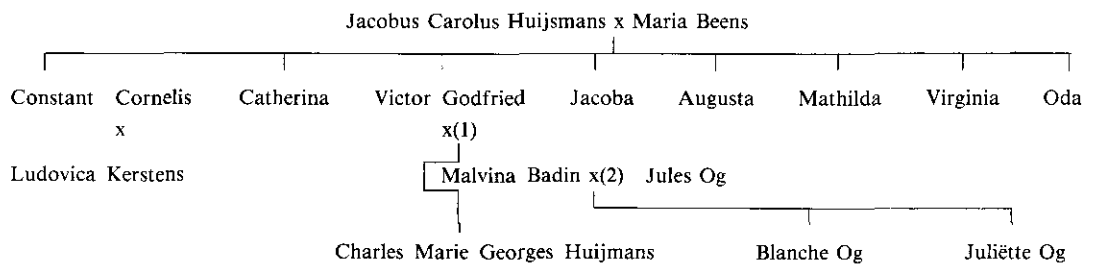 Jacobus Carolus Huijsmans x Maria Beens
Constant Cornelis Catherina Victor Godfried Jacoba Augusta Mathilda Virginia Oda
x x(1)
Ludovica Kerstens Malvina Badin x(2) Jules Og
Charles Marie Georges Huijmans Blanche Og Juliëtte Og